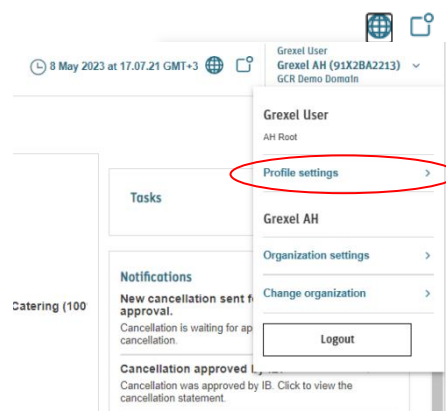 Grexel User
8 May 2023 at 17.07.21 GMT+3
Grexel AH (91X2BA2213)
GCR Demo Domain
Grexel User
AH Root
Profile settings
Tasks
Grexel AH
Organization settings
Notifications
New cancellation sent
approval.
Change organization
Catering (100
Cancellation is waiting for
cancellation.
Logout
Cancellation approved
Cancellation was approved by IB. Click to view the
cancellation statement.